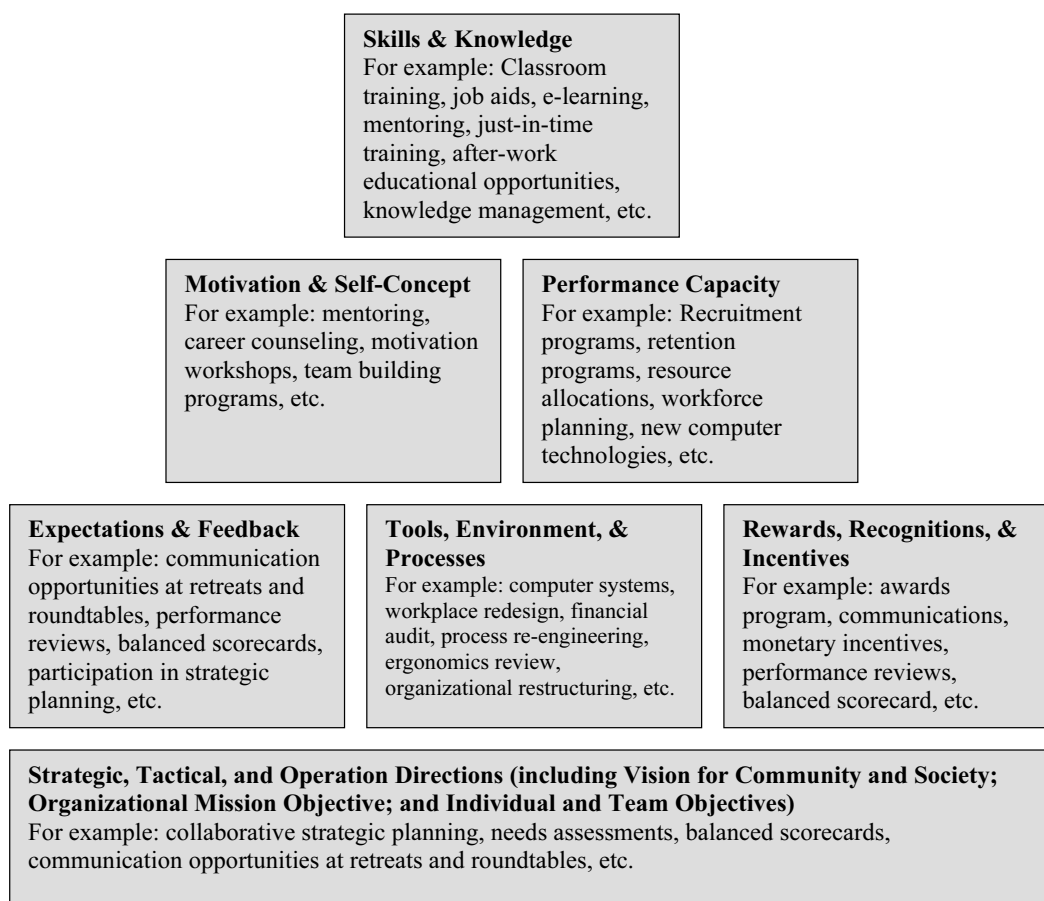 Skills & Knowledge
For example: Classroom
training, job aids, e-learning,
mentoring, just-in-time
training, after-work
educational opportunities,
knowledge management, etc.
Motivation & Self-Concept
For example: mentoring,
career counseling, motivation
workshops, team building
programs, etc.
Performance Capacity
For example: Recruitment
programs, retention
programs, resource
allocations, workforce
planning, new computer
technologies, etc.
Expectations & Feedback
For example: communication
opportunities at retreats and
roundtables, performance
reviews, balanced scorecards,
participation in strategic
planning, etc.
Tools, Environment, &
Processes
For example: computer systems,
workplace redesign, financial
audit, process re-engineering,
ergonomics review,
organizational restructuring, etc.
Rewards, Recognitions, &
Incentives
For example: awards
program, communications,
monetary incentives,
performance reviews,
balanced scorecard, etc.
Strategic, Tactical, and Operation Directions (including Vision for Community and Society;
Organizational Mission Objective; and Individual and Team Objectives)
For example: collaborative strategic planning, needs assessments, balanced scorecards,
communication opportunities at retreats and roundtables, etc.